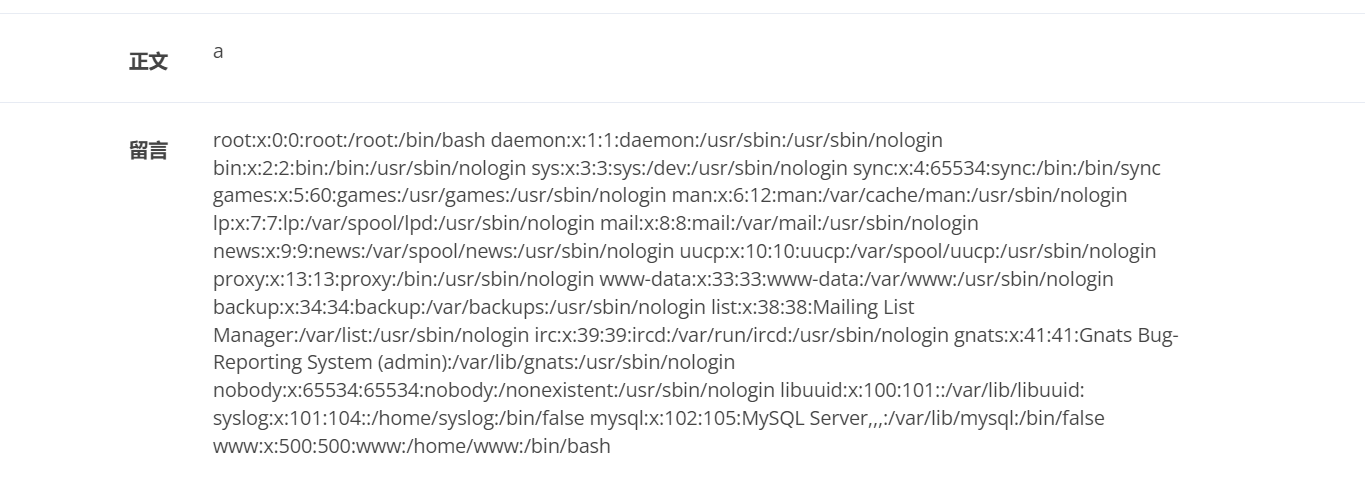 正文
a
留言
root:x:0:0:root:/root:/bin/bash daemon:x:1:1:daemon:/usr/sbin:/usr/sbin/nologin
bin:x:2:2:bin:/bin:/usr/sbin/nologin sys:x:3:3:sys:/dev:/usr/sbin/nologin sync:x:4:65534:sync:/bin:/bin/sync
games:x:5:60:games:/usr/games:/usr/sbin/nologin man:x:6:12:man:/var/cache/man:/usr/sbin/nologin
lp:x:7:7:lp:/var/spool/lpd:/usr/sbin/nologin mail:x:8:8:mail:/var/mail:/usr/sbin/nologin
news:x:9:9:news:/var/spool/news:/usr/sbin/nologin uucp:x:10:10:uucp:/var/spool/uucp:/usr/sbin/nologin
proxy:x:13:13:proxy:/bin:/usr/sbin/nologin www-data:x:33:33:www-data:/var/www:/usr/sbin/nologin
backup:x:34:34:backup:/var/backups:/usr/sbin/nologin list:x:38:38:Mailing List
Manager:/var/list:/usr/sbin/nologin irc:x:39:39:ircd:/var/run/ircd:/usr/sbin/nologin gnats:x:41:41:Gnats Bug-
Reporting System (admin):/var/lib/gnats:/usr/sbin/nologin
nobody:x:65534:65534:nobody:/nonexistent:/usr/sbin/nologin libuuid:x:100:101::/var/lib/libuuid:
syslog:x:101:104::/home/syslog:/bin/false mysql:x:102:105:MySQL Server,,,:/var/lib/mysql:/bin/false
www:x:500:500:www:/home/www:/bin/bash